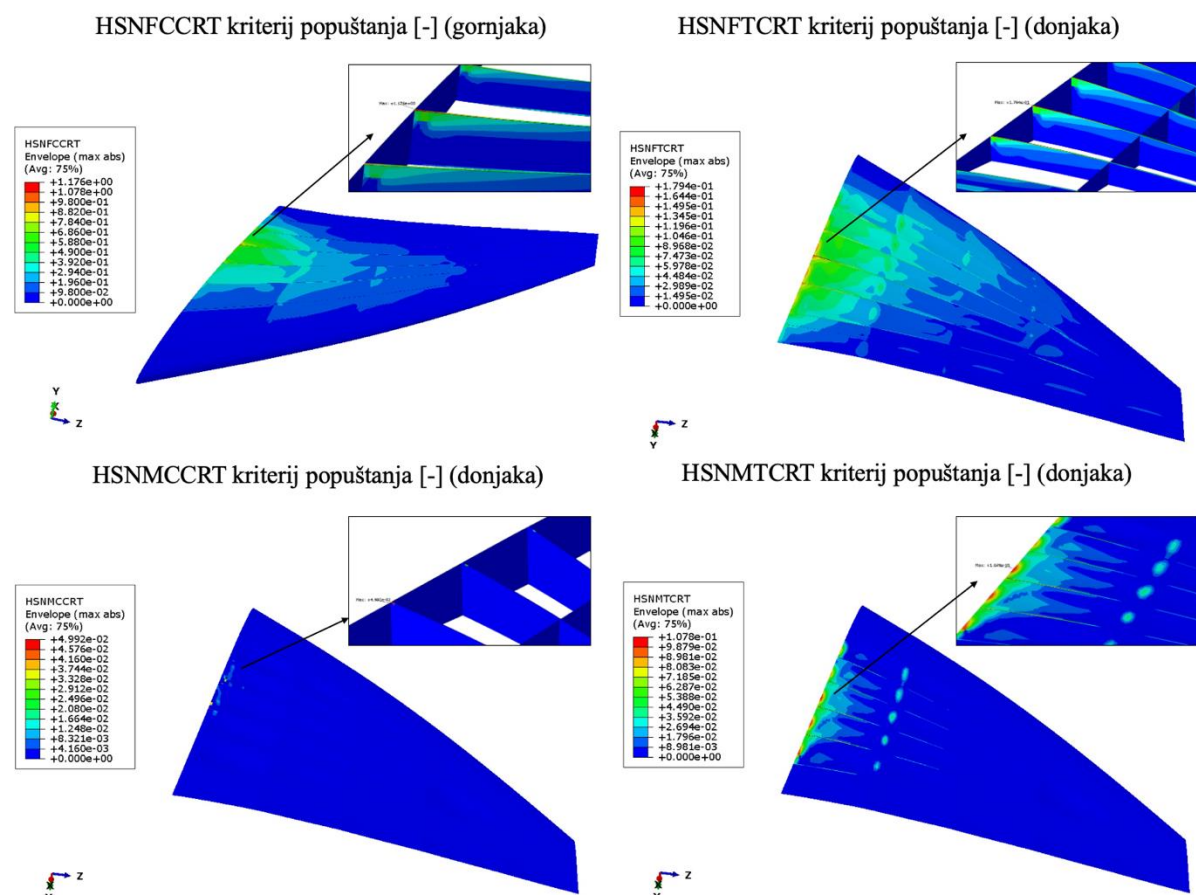 HSNFCCRT kriterij popuštanja [-] (gornjaka)
HSNFCCRT
Envelope (max abs)
(Avg: 75%)
+1.176e+00
+1.078e+00
+9.800e-01
+8.820e-01
+7.840e-01
+6.860e-01
+5.880e-01
+4.900e-01
+3.920e-01
+2.940e-01
+1.960e-01
+9.800e-02
+0.000e+00
Y
X
Z
HSNFTCRT kriterij popuštanja [-] (donjaka)
HSNFTCRT
Envelope (max abs)
(Avg: 75%)
+1.794e-01
+1.644e-01
+1.495e-01
+1.345e-01
+1.196e-01
+1.046e-01
+8.968e-02
+7.473e-02
+5.978e-02
+4.484e-02
+2.989e-02
+1.495e-02
+0.000e+00
Z
X
Y
HSNMCCRT kriterij popuštanja [-] (donjaka)
HSNMCCRT
Envelope (max abs)
(Avg: 75%)
+4.992e-02
+4.576e-02
+4.160e-02
+3.744e-02
+3.328e-02
+2.912e-02
+2.496e-02
+2.080e-02
+1.664e-02
+1.248e-02
+8.321e-03
+4.160e-03
+0.000e+00
Z
X
HSNMTCRT kriterij popuštanja [-] (donjaka)
HSNMTCRT
Envelope (max abs)
(Avg: 75%)
+1.078e-01
+9.879e-02
+8.981e-02
+8.083e-02
+7.185e-02
+6.287e-02
+5.388e-02
+4.490e-02
+3.592e-02
+2.694e-02
+1.796e-02
+8.981e-03
+0.000e+00
Z
X